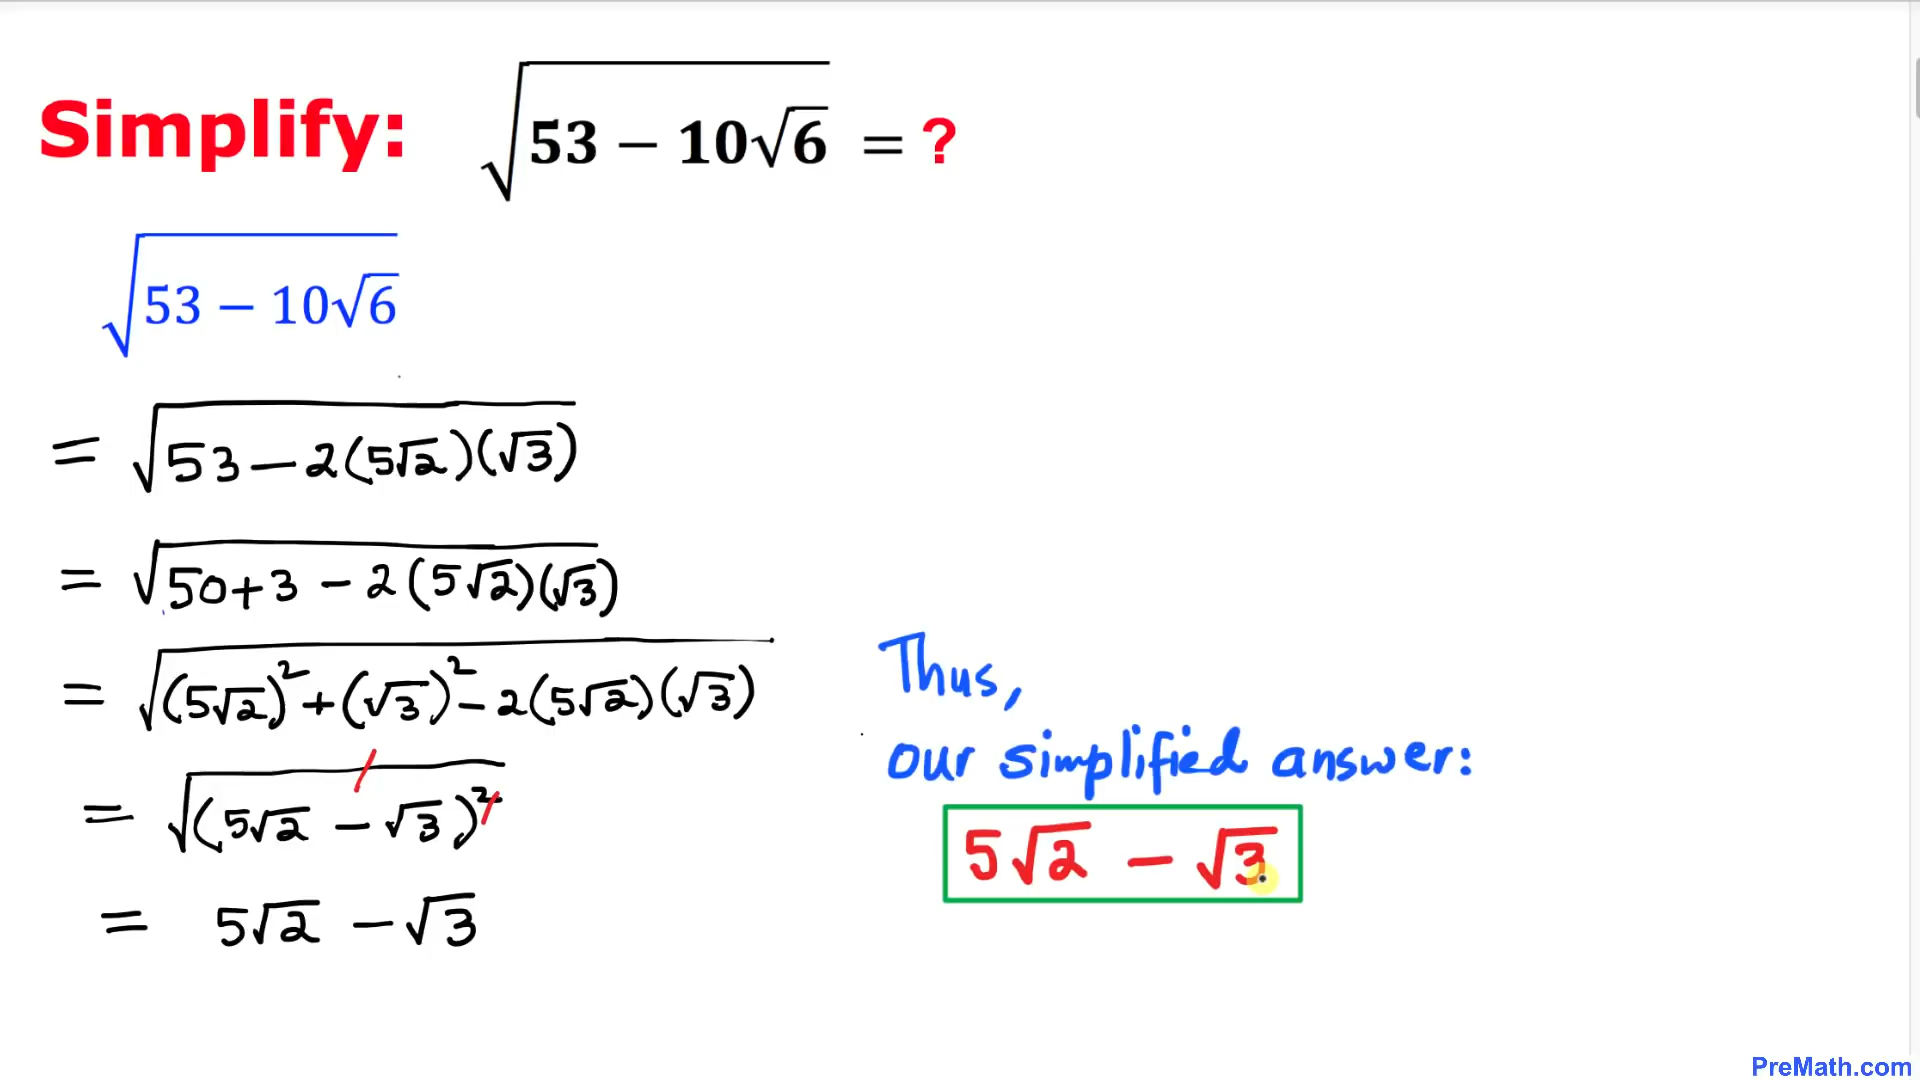 Simplify: √(53 − 10√6) = ?
√(53 − 10√6)
= √(53 − 2(5√2)(√3))
= √(50+3 − 2(5√2)(√3))
= √((5√2)² + (√3)² − 2(5√2)(√3))
= √((5√2 − √3)²)
= 5√2 − √3
Thus,
our simplified answer:
5√2 − √3
PreMath.com